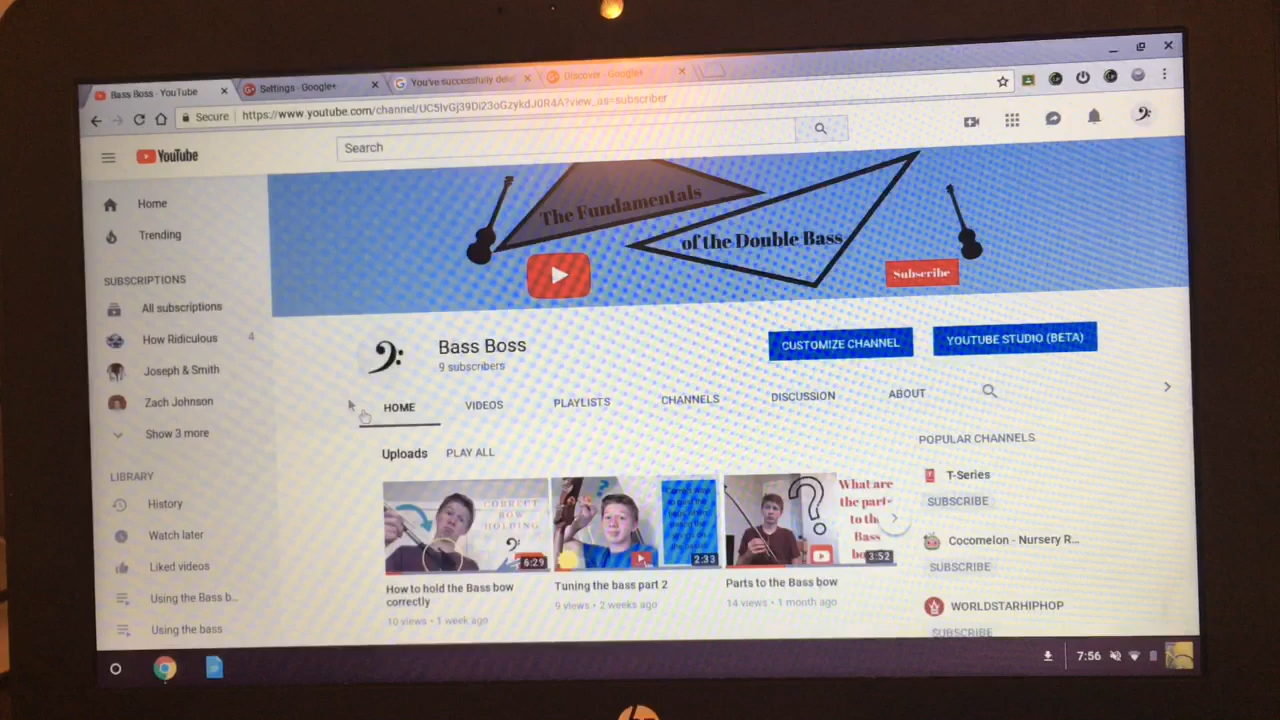 Bass Boss - YouTube
Settings - Google+
You've successfully dele
Discover - Google+
Secure
https://www.youtube.com/channel/UC5lvGj39Di23oGzykdJ0R4A?view_as=subscriber
YouTube
Search
The Fundamentals
of the Double Bass
Subscribe
Home
Trending
SUBSCRIPTIONS
All subscriptions
How Ridiculous 4
Joseph & Smith
Zach Johnson
Show 3 more
LIBRARY
History
Watch later
Liked videos
Using the Bass b...
Using the bass
Bass Boss
9 subscribers
CUSTOMIZE CHANNEL
YOUTUBE STUDIO (BETA)
HOME
VIDEOS
PLAYLISTS
CHANNELS
DISCUSSION
ABOUT
Uploads
PLAY ALL
CORRECT
BOW
HOLDING
6:29
How to hold the Bass bow
correctly
10 views • 1 week ago
2:33
Tuning the bass part 2
9 views • 2 weeks ago
What are
the part
to the
Bass
3:52
Parts to the Bass bow
14 views • 1 month ago
POPULAR CHANNELS
T-Series
SUBSCRIBE
Cocomelon - Nursery R...
SUBSCRIBE
WORLDSTARHIPHOP
SUBSCRIBE
7:56
hp